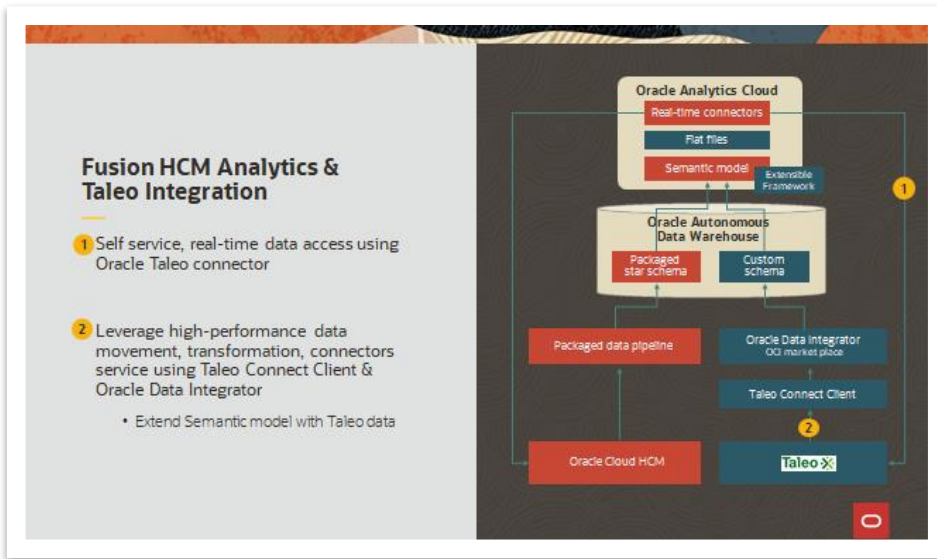 Fusion HCM Analytics &
Taleo Integration
1 Self service, real-time data access using
Oracle Taleo connector
2 Leverage high-performance data
movement, transformation, connectors
service using Taleo Connect Client &
Oracle Data Integrator
• Extend Semantic model with Taleo data
Oracle Analytics Cloud
Real-time connectors
Flat files
Semantic model
Extensible
Framework
1
Oracle Autonomous
Data Warehouse
Packaged
star schema
Custom
schema
Packaged data pipeline
Oracle Data Integrator
OCI market place
Taleo Connect Client
2
Oracle Cloud HCM
Taleo